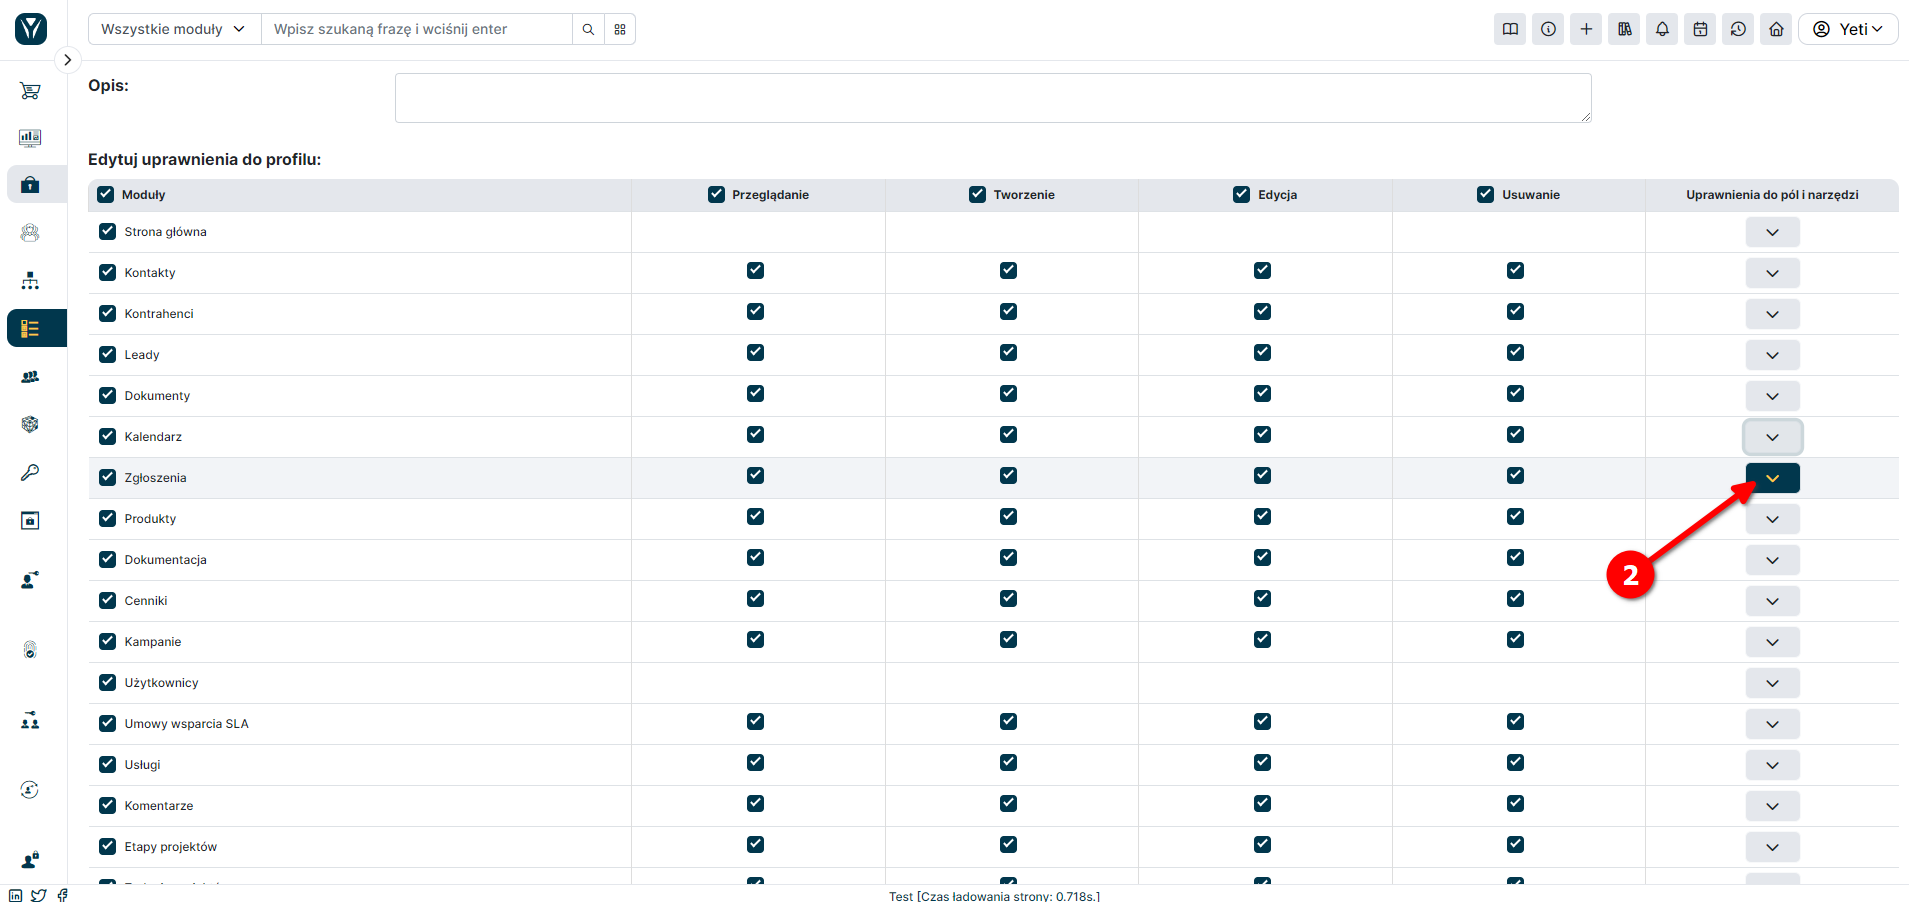 Wszystkie moduły Wpisz szukaną frazę i wciśnij enter Yeti
Opis:
Edytuj uprawnienia do profilu:
Moduły Przeglądanie Tworzenie Edycja Usuwanie Uprawnienia do pól i narzędzi
Strona główna
Kontakty
Kontrahenci
Leady
Dokumenty
Kalendarz
Zgłoszenia
Produkty
Dokumentacja
2
Cenniki
Kampanie
Użytkownicy
Umowy wsparcia SLA
Usługi
Komentarze
Etapy projektów
Test [Czas ładowania strony: 0.718s.]